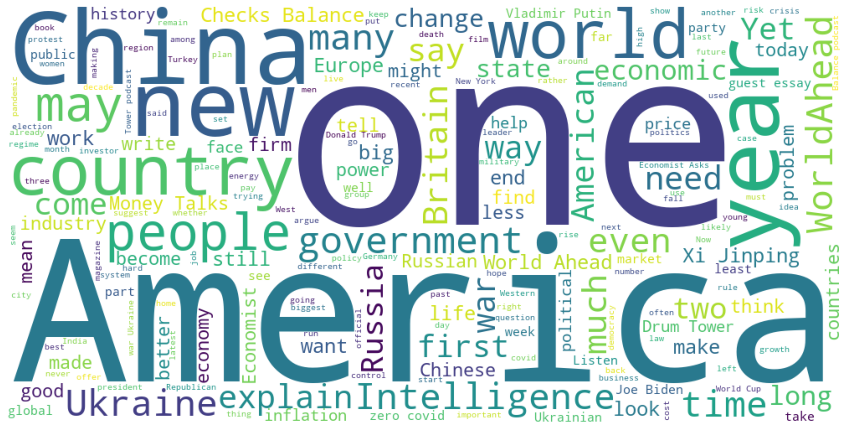 history Checks Balance many change Vladimir Putin party Yet
book put one film show another risk crisis
protest remain keep last
public women among death say world far today
region Turkey plan Europe might state economic future guest essay
China new pandemic making decade live recent New York around high demand used
may Tower podcast men rather year WorldAhead
already said tell Donald Trump Britain help leader way American price politics problem
election work write face big go military firm set power end find need case
regime month investor place well group less Economist Asks use idea
country three energy pay trying West fall young must
come Money Talks whether suggest argue one next likely
industry job policy Germany rise Now
people government even Xi Jinping countries
mean become still different Russian World Ahead market least
seem magazine hard system see going biggest Russia past hope Western number rule
city part official war right political much often democracy
America economy want life question two think
India home run day week law growth
made latest war Ukraine Economist first Listen Drum Tower make
best never offer better control covid back left
good president Republican start Chinese business World Cup Joe Biden
global Ukraine explain Intelligence look cost time long
thing inflation zero covid important Ukrainian take